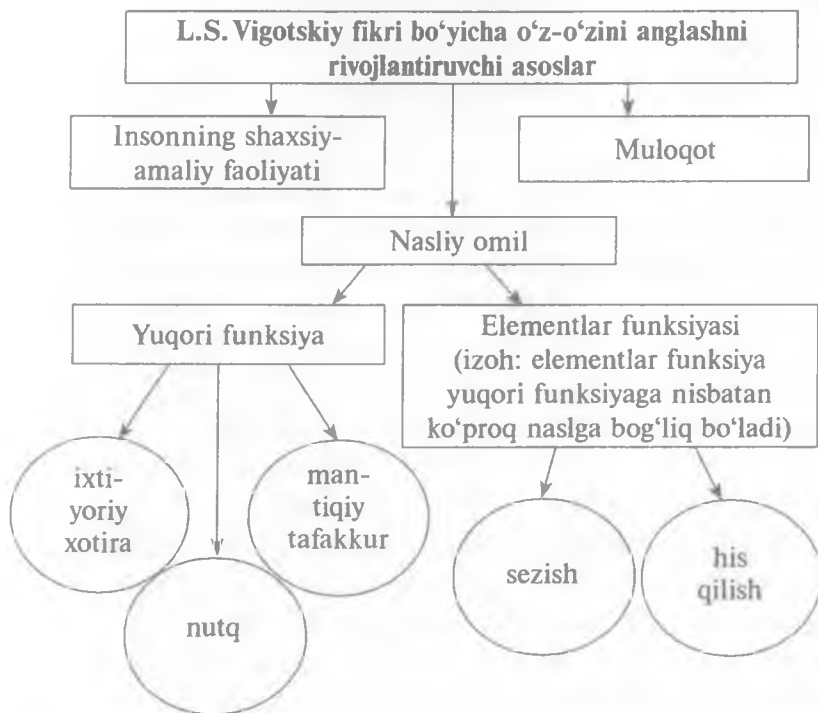 L.S. Vigotskiy fikri bo‘yicha o‘z-o‘zini anglashni
rivojlantiruvchi asoslar
Insonning shaxsiy-
amaliy faoliyati
Muloqot
Nasliy omil
Yuqori funksiya
Elementlar funksiyasi
(izoh: elementlar funksiya
yuqori funksiyaga nisbatan
ko‘proq naslga bog‘liq bo‘ladi)
ixti-
yoriy
xotira
man-
tiqiy
tafakkur
nutq
sezish
his
qilish